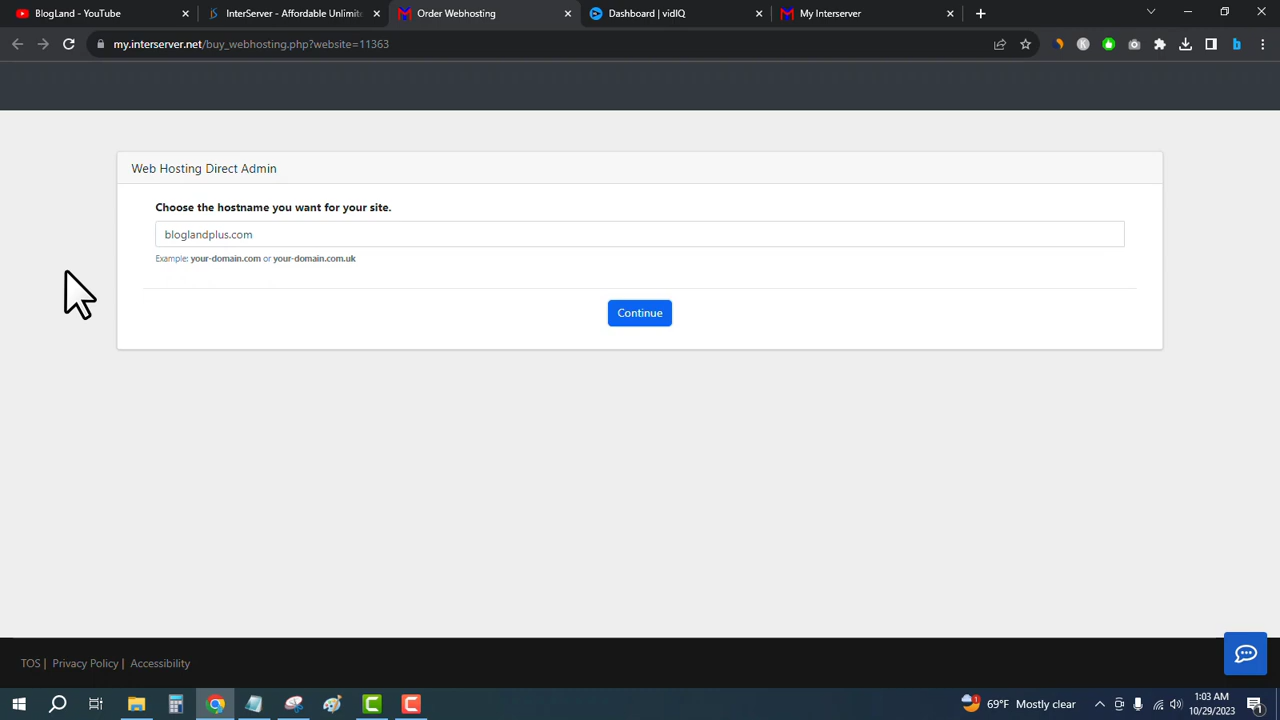 BlogLand - YouTube
InterServer - Affordable Unlimite
Order Webhosting
Dashboard | vidIQ
My Interserver
my.interserver.net/buy_webhosting.php?website=11363
Web Hosting Direct Admin
Choose the hostname you want for your site.
bloglandplus.com
Example: your-domain.com or your-domain.com.uk
Continue
TOS | Privacy Policy | Accessibility
69°F Mostly clear
1:03 AM
10/29/2023